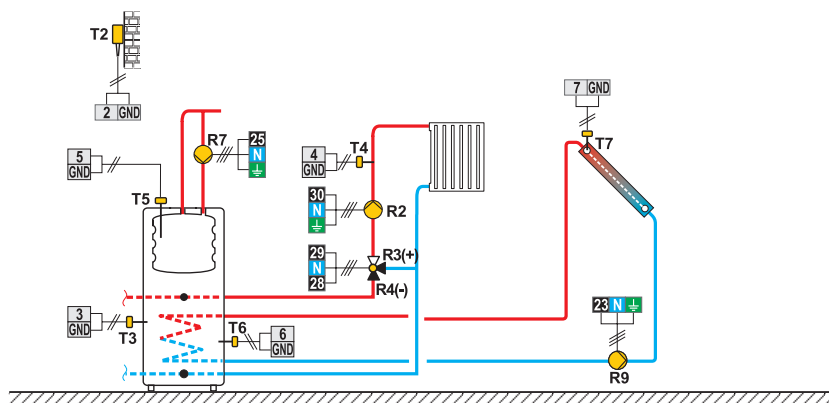 T2
2 GND
7 GND
T7
5
GND
T5
R7
25
N
4
GND
T4
30
N
R2
29
N
28
R3(+)
R4(-)
3
GND
T3
T6
6
GND
23 N
R9